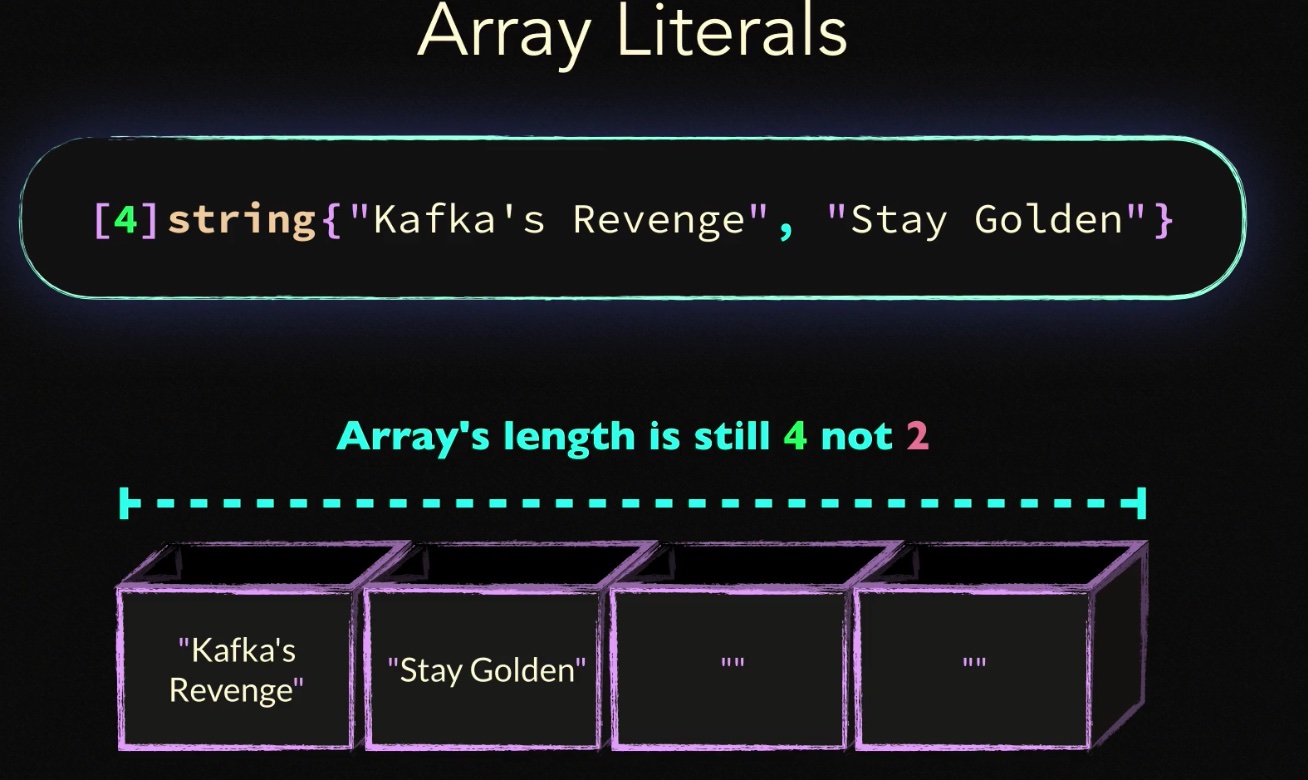 Array Literals
[4]string{"Kafka's Revenge", "Stay Golden"}
Array's length is still 4 not 2
"Kafka's
Revenge"
"Stay Golden"
""
""